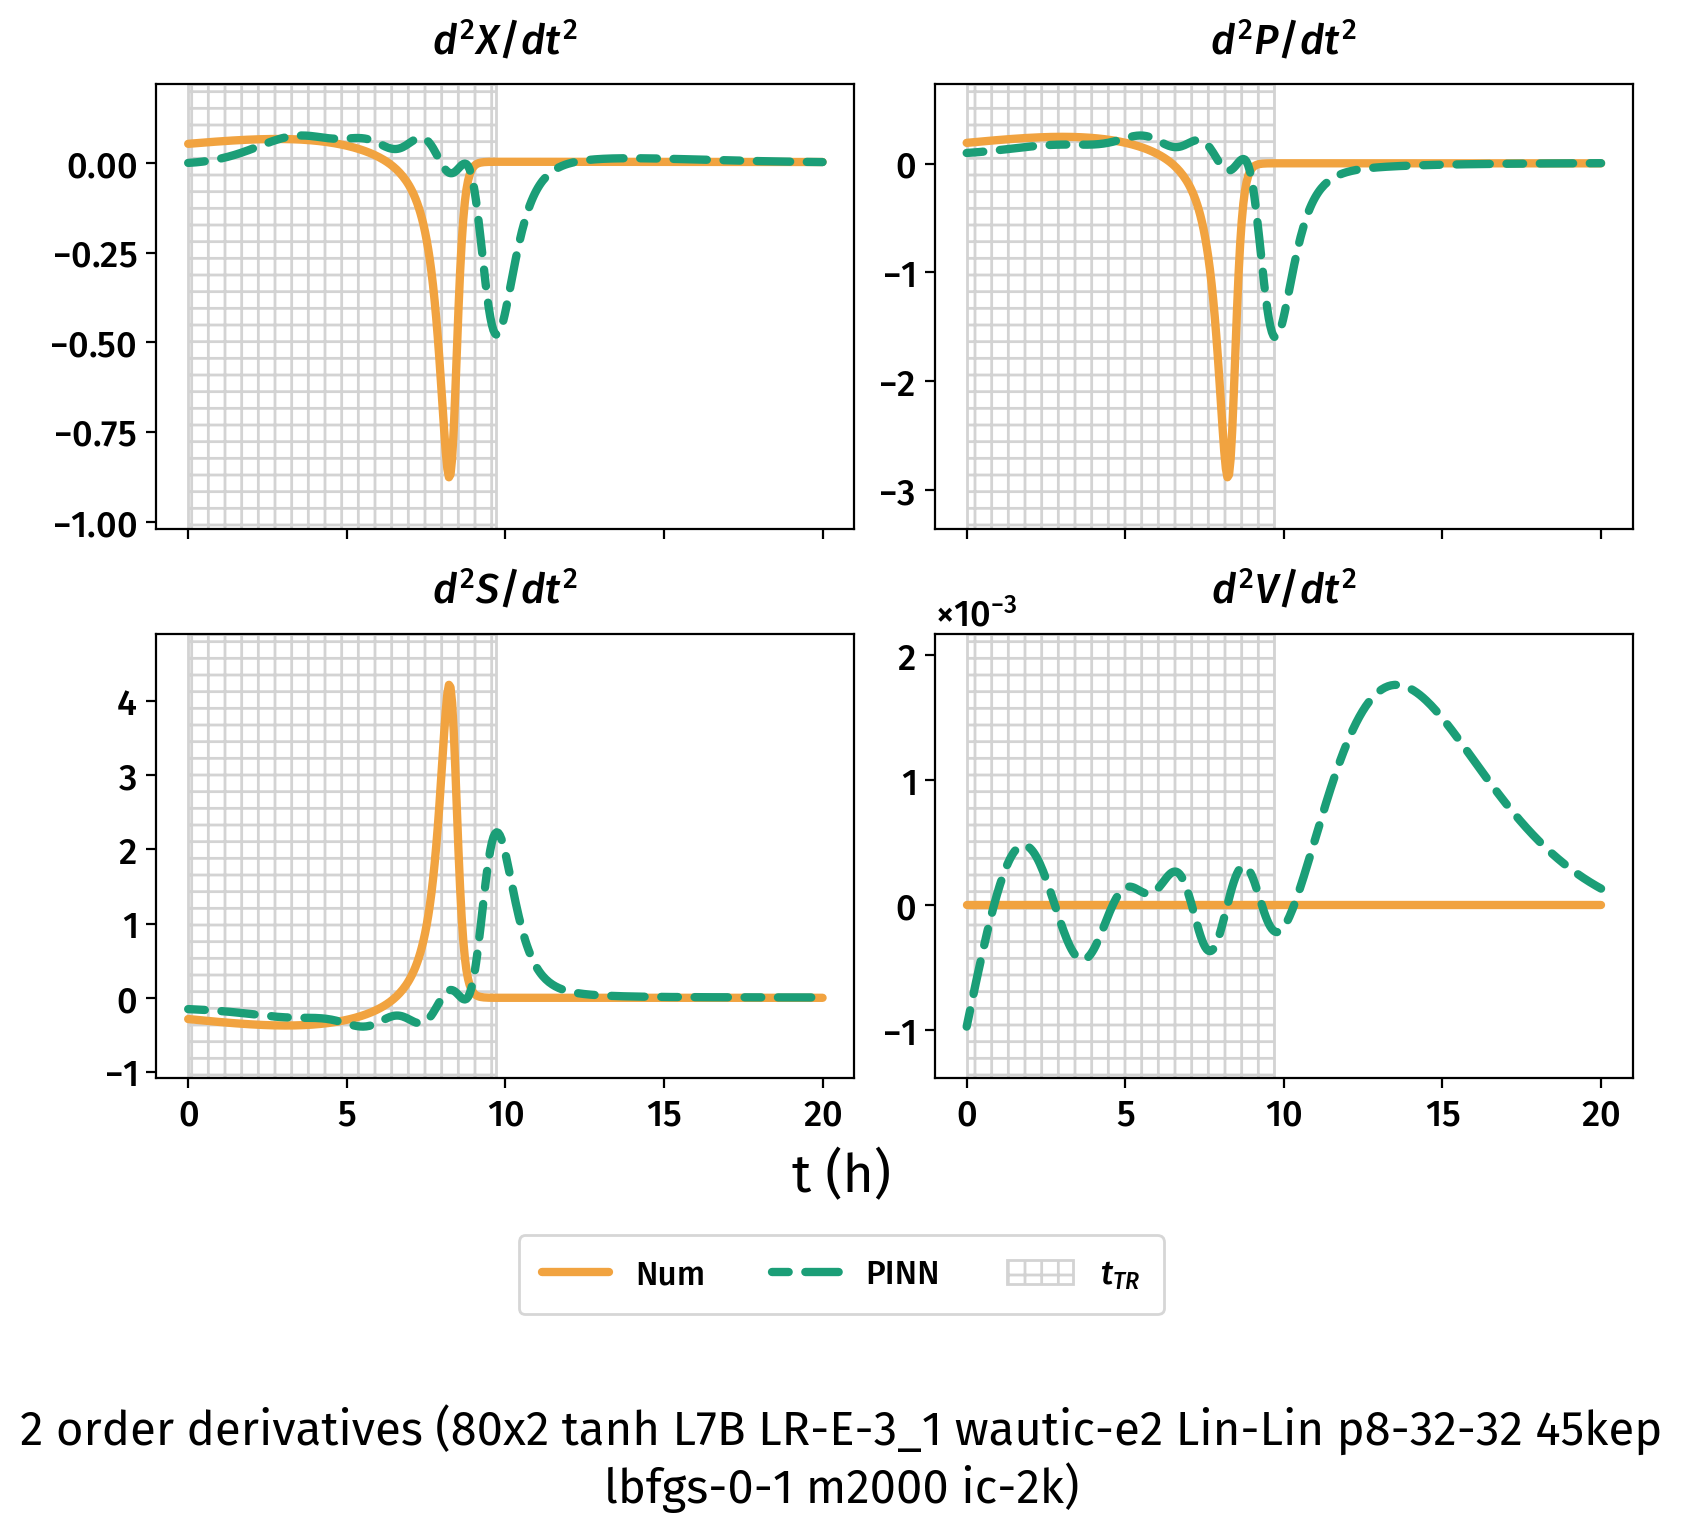 d²X/dt²
d²P/dt²
0.00
−0.25
−0.50
−0.75
−1.00
0
−1
−2
−3
d²S/dt²
d²V/dt²
×10⁻³
4
3
2
1
0
−1
2
1
0
−1
0 5 10 15 20
0 5 10 15 20
t (h)
Num PINN t_TR
2 order derivatives (80x2 tanh L7B LR-E-3_1 wautic-e2 Lin-Lin p8-32-32 45kep
lbfgs-0-1 m2000 ic-2k)